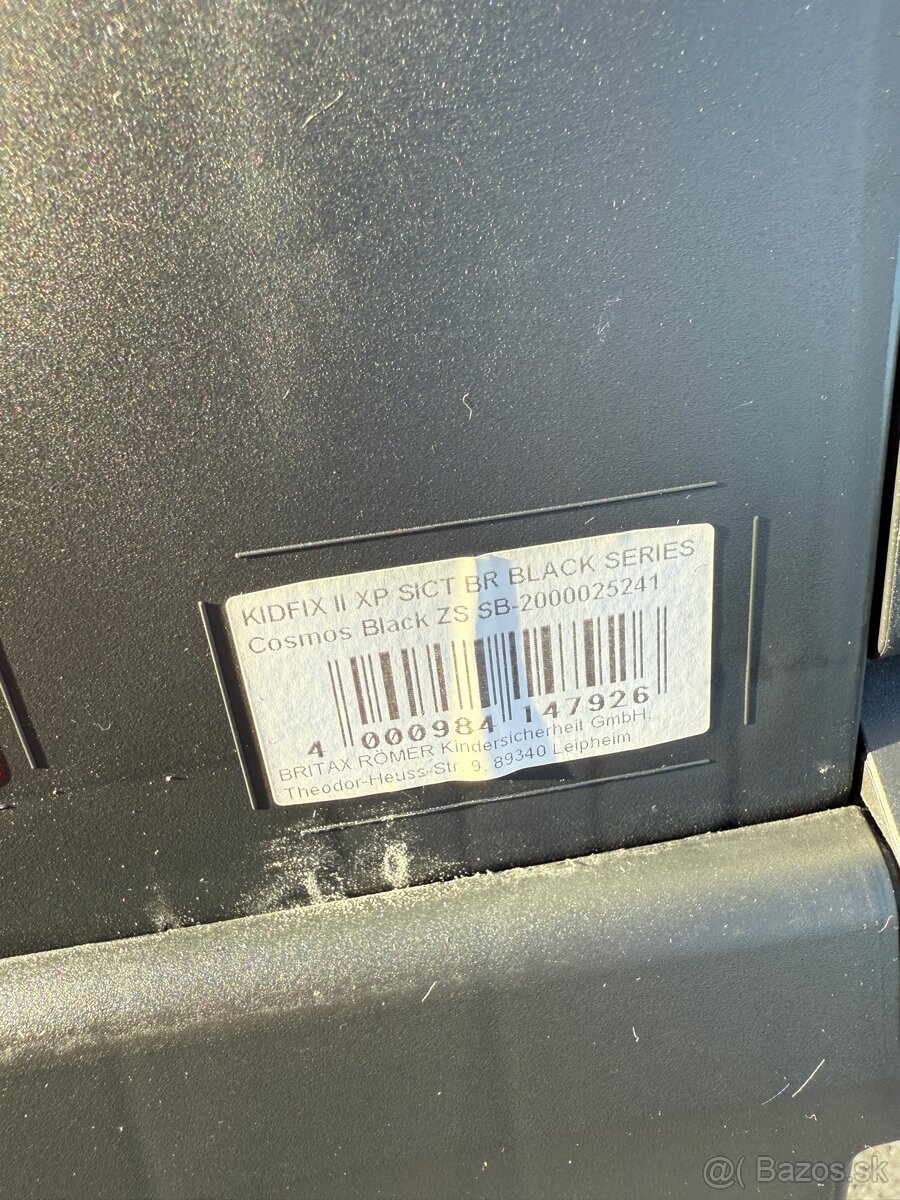 KIDFIX II XP SICT BR BLACK SERIES
Cosmos Black ZS SB-2000025241
4 000984 147926
BRITAX RÖMER Kindersicherheit GmbH,
Theodor-Heuss-Str. 9, 89340 Leipheim
@( Bazos.sk